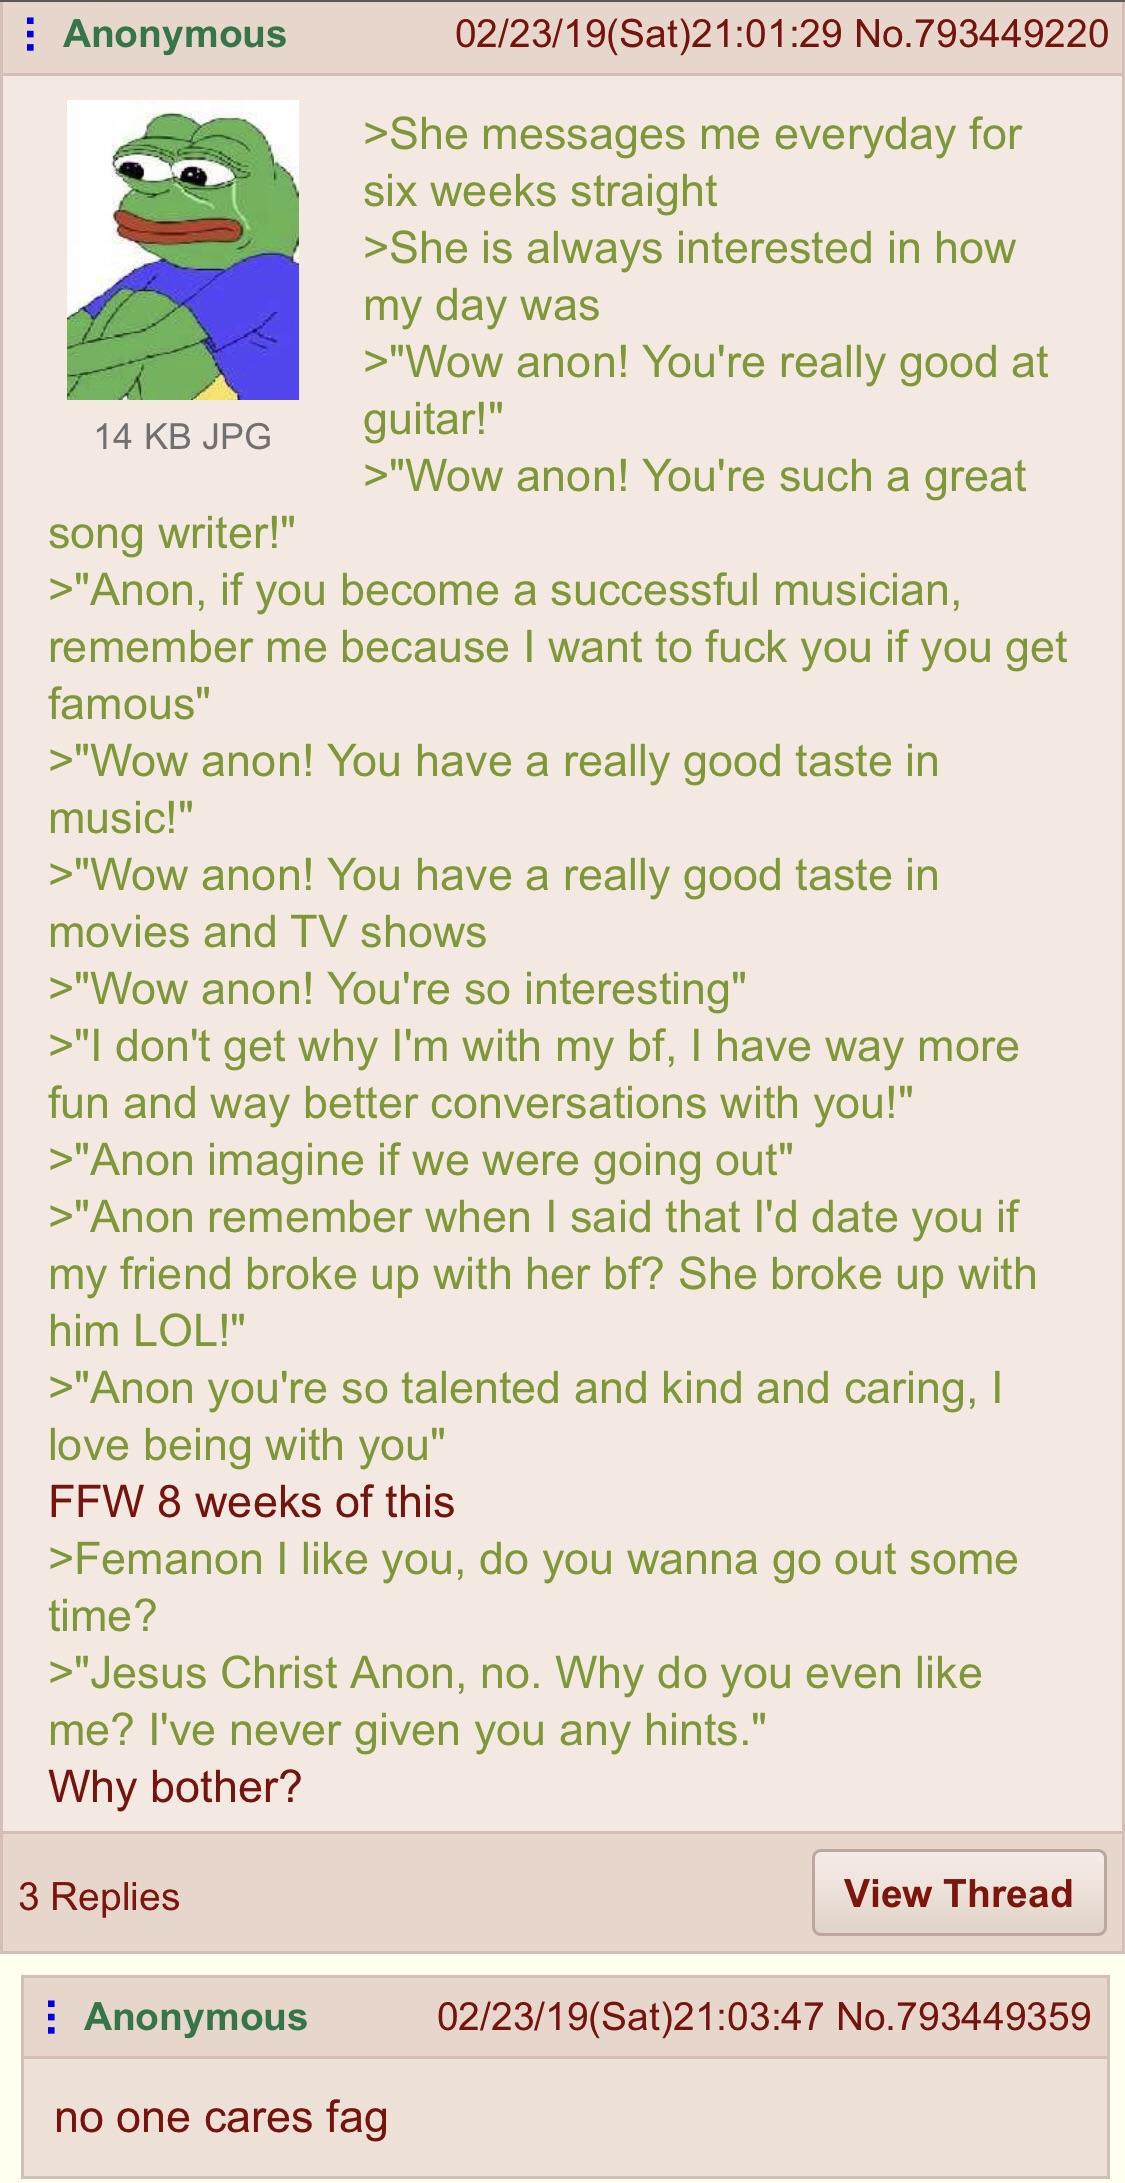 Anonymous 02/23/19(Sat)21:01:29 No.793449220
14 KB JPG
>She messages me everyday for
six weeks straight
>She is always interested in how
my day was
>"Wow anon! You're really good at
guitar!"
>"Wow anon! You're such a great
song writer!"
>"Anon, if you become a successful musician,
remember me because I want to fuck you if you get
famous"
>"Wow anon! You have a really good taste in
music!"
>"Wow anon! You have a really good taste in
movies and TV shows
>"Wow anon! You're so interesting"
>"I don't get why I'm with my bf, I have way more
fun and way better conversations with you!"
>"Anon imagine if we were going out"
>"Anon remember when I said that I'd date you if
my friend broke up with her bf? She broke up with
him LOL!"
>"Anon you're so talented and kind and caring, I
love being with you"
FFW 8 weeks of this
>Femanon I like you, do you wanna go out some
time?
>"Jesus Christ Anon, no. Why do you even like
me? I've never given you any hints."
Why bother?
3 Replies View Thread
Anonymous 02/23/19(Sat)21:03:47 No.793449359
no one cares fag